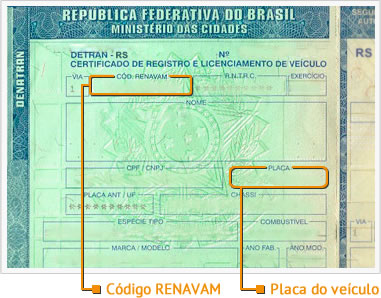 REPÚBLICA FEDERATIVA DO BRASIL
MINISTÉRIO DAS CIDADES
DENATRAN
DETRAN - RS Nº
CERTIFICADO DE REGISTRO E LICENCIAMENTO DE VEÍCULO
RS
VIA CÓD. RENAVAM R.N.T.R.C. EXERCÍCIO
1 **********
NOME
CPF / CNPJ PLACA
PLACA ANT / UF CHASSI
**********
ESPÉCIE TIPO COMBUSTÍVEL
MARCA / MODELO ANO FAB. ANO MOD.
Código RENAVAM Placa do veículo